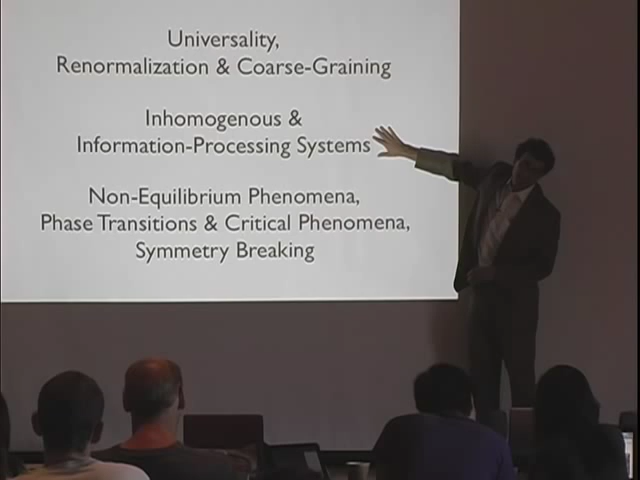 Universality,
Renormalization & Coarse-Graining
Inhomogenous &
Information-Processing Systems
Non-Equilibrium Phenomena,
Phase Transitions & Critical Phenomena,
Symmetry Breaking